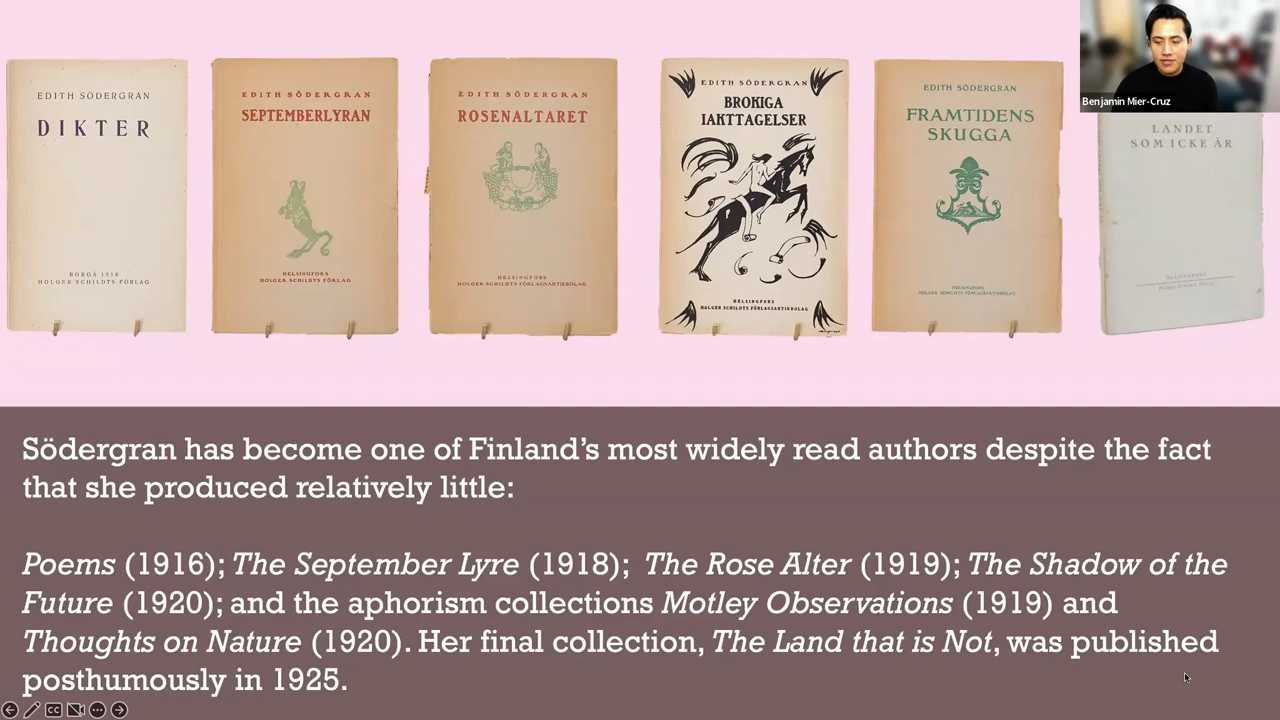 EDITH SÖDERGRAN
DIKTER
BORGÅ 1916
HOLGER SCHILDTS FÖRLAG
EDITH SÖDERGRAN
SEPTEMBERLYRAN
HELSINGFORS
HOLGER SCHILDTS FÖRLAG
EDITH SÖDERGRAN
ROSENALTARET
HELSINGFORS
HOLGER SCHILDTS FÖRLAGSAKTIEBOLAG
EDITH SÖDERGRAN
BROKIGA
IAKTTAGELSER
HELSINGFORS
HOLGER SCHILDTS FÖRLAGSAKTIEBOLAG
EDITH SÖDERGRAN
FRAMTIDENS
SKUGGA
HELSINGFORS
HOLGER SCHILDTS FÖRLAGSAKTIEBOLAG
LANDET
SOM ICKE ÄR
HELSINGFORS
Holger Schildts Förlag
Benjamin Mier-Cruz
Södergran has become one of Finland’s most widely read authors despite the fact
that she produced relatively little:
Poems (1916); The September Lyre (1918); The Rose Alter (1919); The Shadow of the
Future (1920); and the aphorism collections Motley Observations (1919) and
Thoughts on Nature (1920). Her final collection, The Land that is Not, was published
posthumously in 1925.
CC